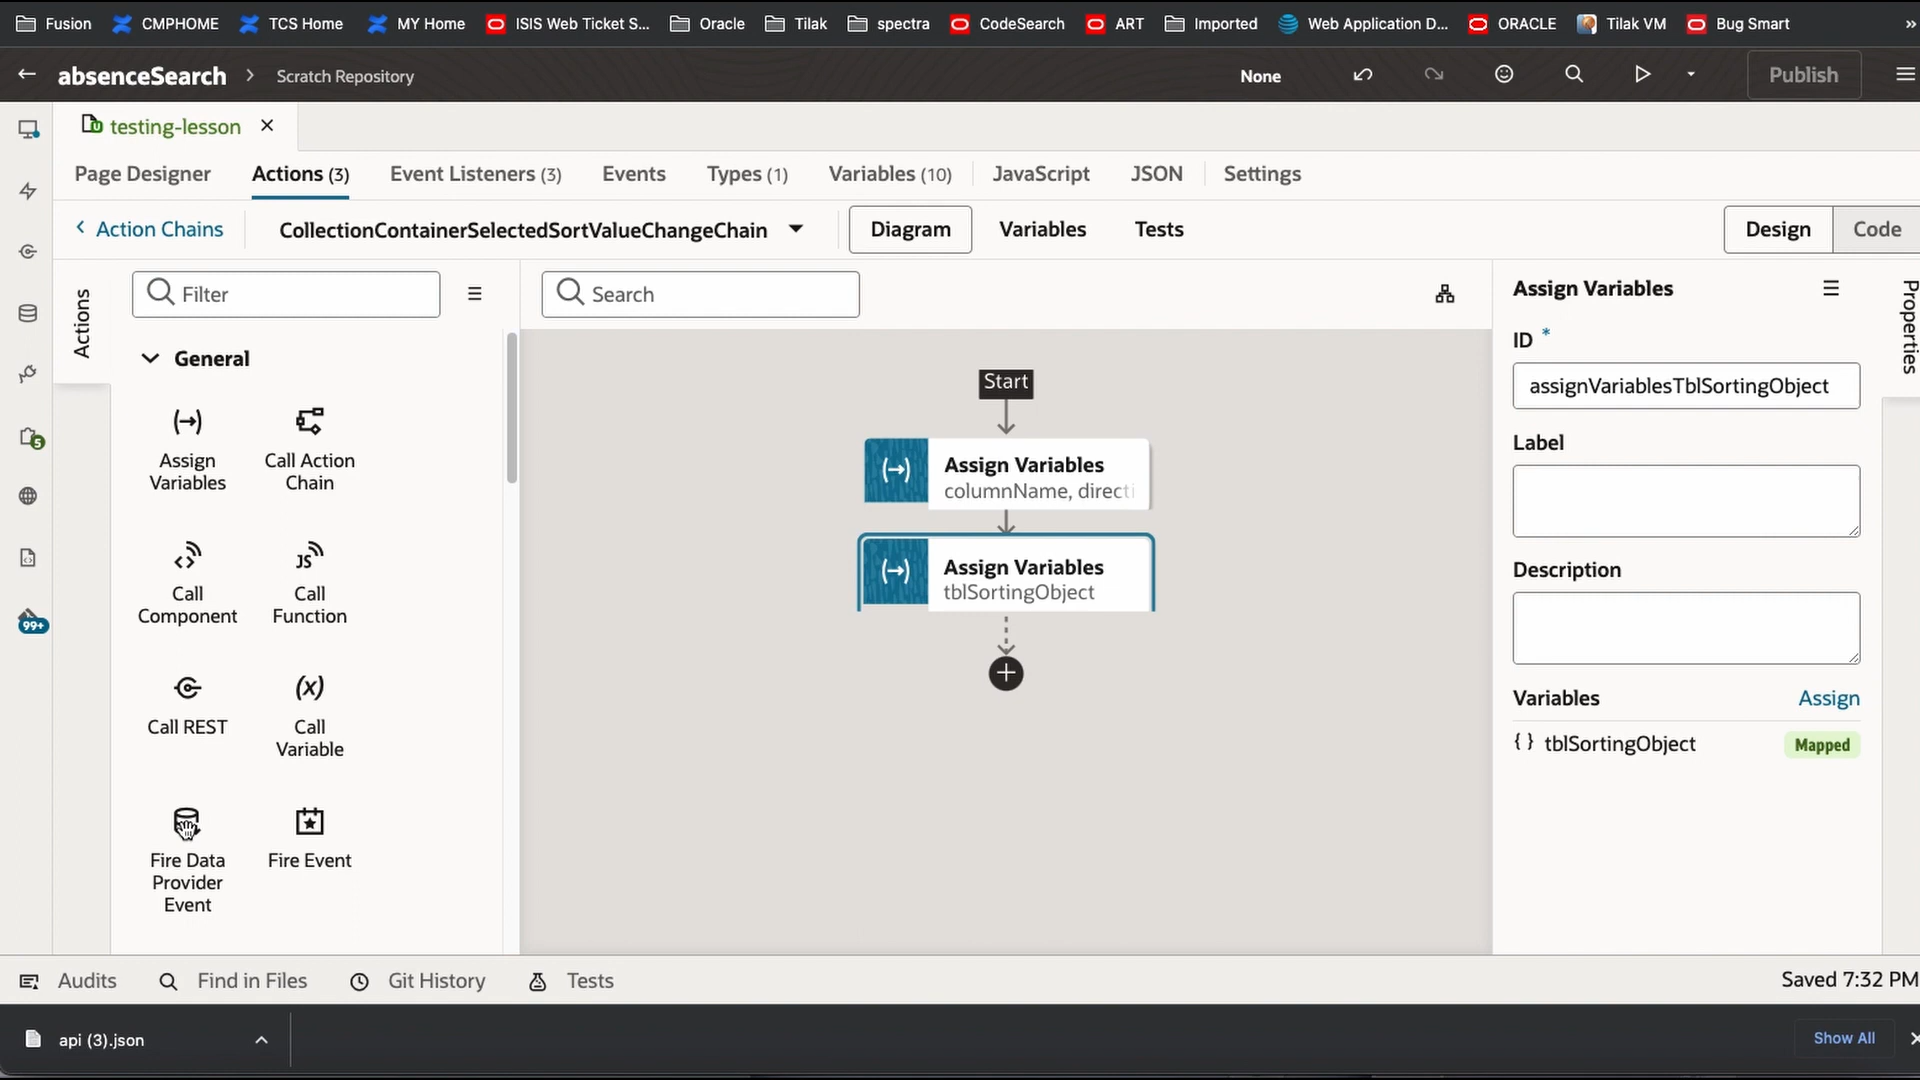 Fusion CMPHOME TCS Home MY Home ISIS Web Ticket S... Oracle Tilak spectra CodeSearch ART Imported Web Application D... ORACLE Tilak VM Bug Smart »
absenceSearch > Scratch Repository None Publish
testing-lesson
Page Designer Actions (3) Event Listeners (3) Events Types (1) Variables (10) JavaScript JSON Settings
Action Chains CollectionContainerSelectedSortValueChangeChain Diagram Variables Tests Design Code
Actions
Filter
General
(→)
Assign
Variables
Call Action
Chain
Call
Component
JS
Call
Function
Call REST
(x)
Call
Variable
Fire Data
Provider
Event
Fire Event
5
99+
Search
Start
(→)
Assign Variables
columnName, directi
(→)
Assign Variables
tblSortingObject
Assign Variables
Properties
ID *
assignVariablesTblSortingObject
Label
Description
Variables Assign
{ } tblSortingObject Mapped
Audits Find in Files Git History Tests Saved 7:32 PM
api (3).json Show All